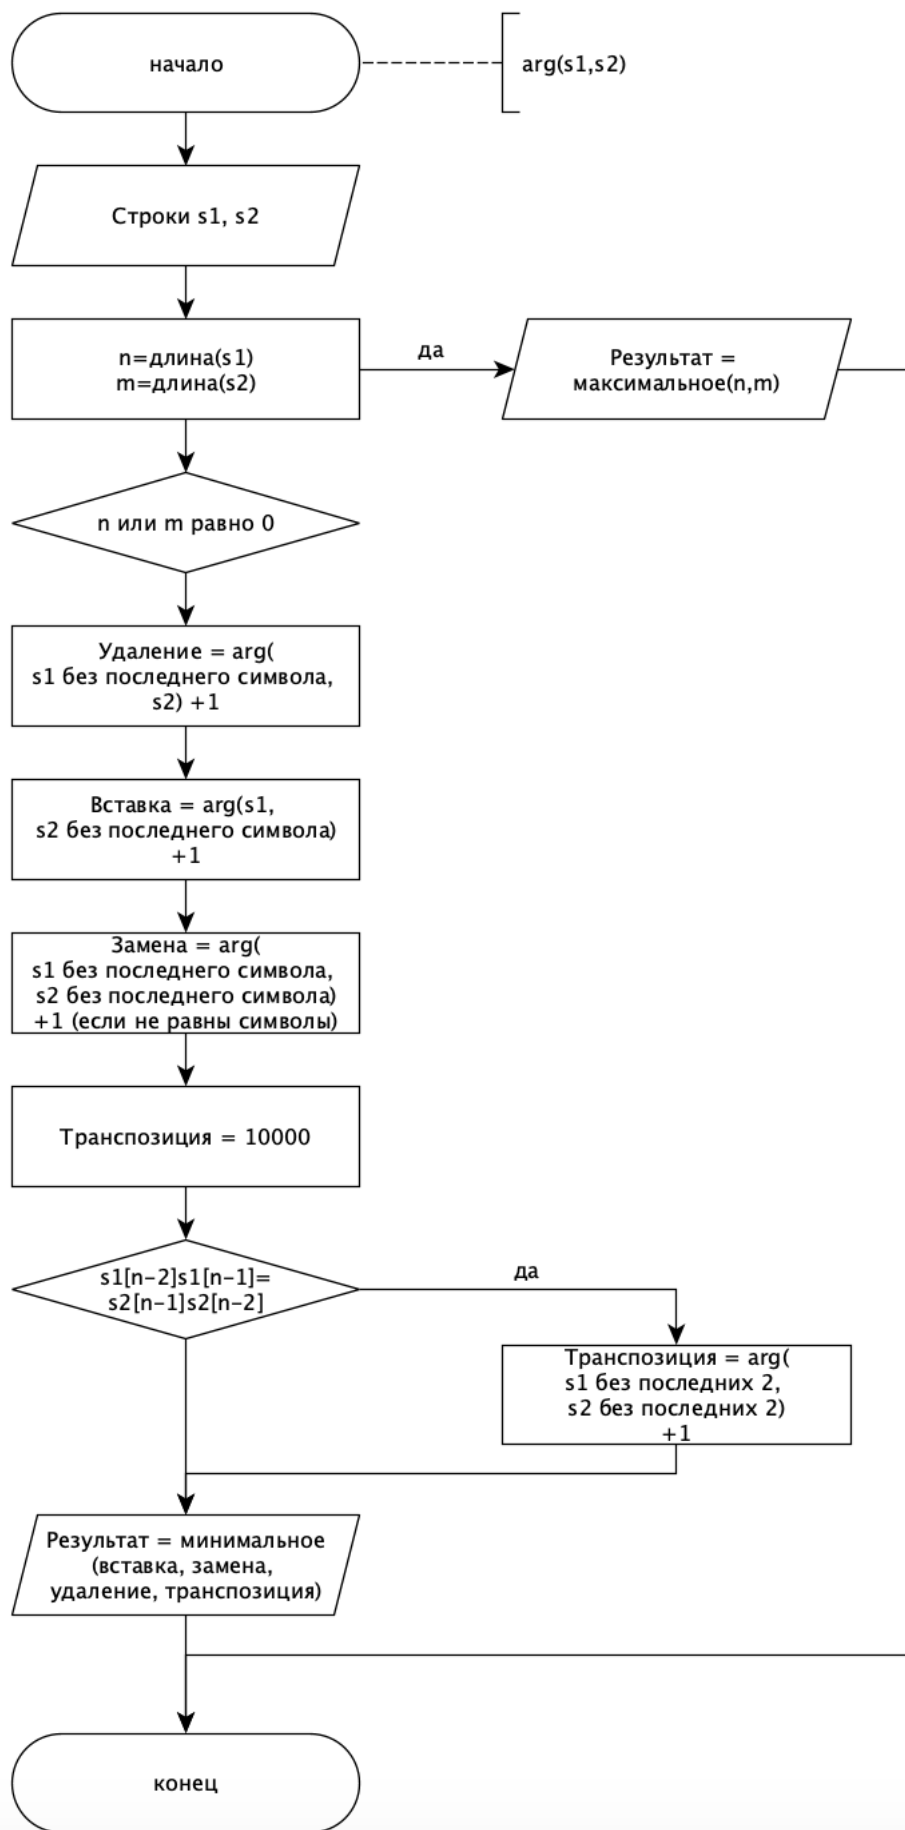 начало
arg(s1,s2)
Строки s1, s2
n=длина(s1)
m=длина(s2)
да
Результат =
максимальное(n,m)
n или m равно 0
Удаление = arg(
s1 без последнего символа,
s2) +1
Вставка = arg(s1,
s2 без последнего символа)
+1
Замена = arg(
s1 без последнего символа,
s2 без последнего символа)
+1 (если не равны символы)
Транспозиция = 10000
s1[n-2]s1[n-1]=
s2[n-1]s2[n-2]
да
Транспозиция = arg(
s1 без последних 2,
s2 без последних 2)
+1
Результат = минимальное
(вставка, замена,
удаление, транспозиция)
конец